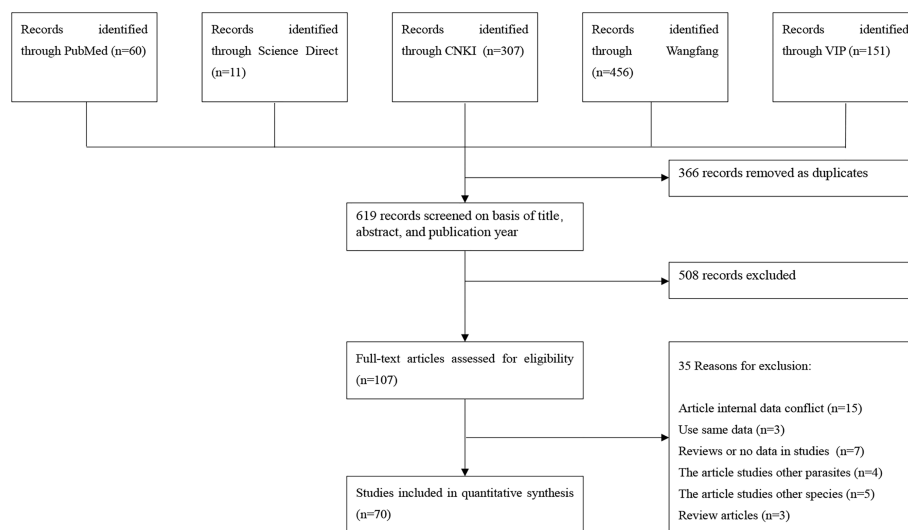 Records identified
through PubMed (n=60)
Records identified
through Science Direct
(n=11)
Records identified
through CNKI (n=307)
Records identified
through Wangfang
(n=456)
Records identified
through VIP (n=151)
366 records removed as duplicates
619 records screened on basis of title,
abstract, and publication year
508 records excluded
Full-text articles assessed for eligibility
(n=107)
35 Reasons for exclusion:
Article internal data conflict (n=15)
Use same data (n=3)
Reviews or no data in studies (n=7)
The article studies other parasites (n=4)
The article studies other species (n=5)
Review articles (n=3)
Studies included in quantitative synthesis
(n=70)